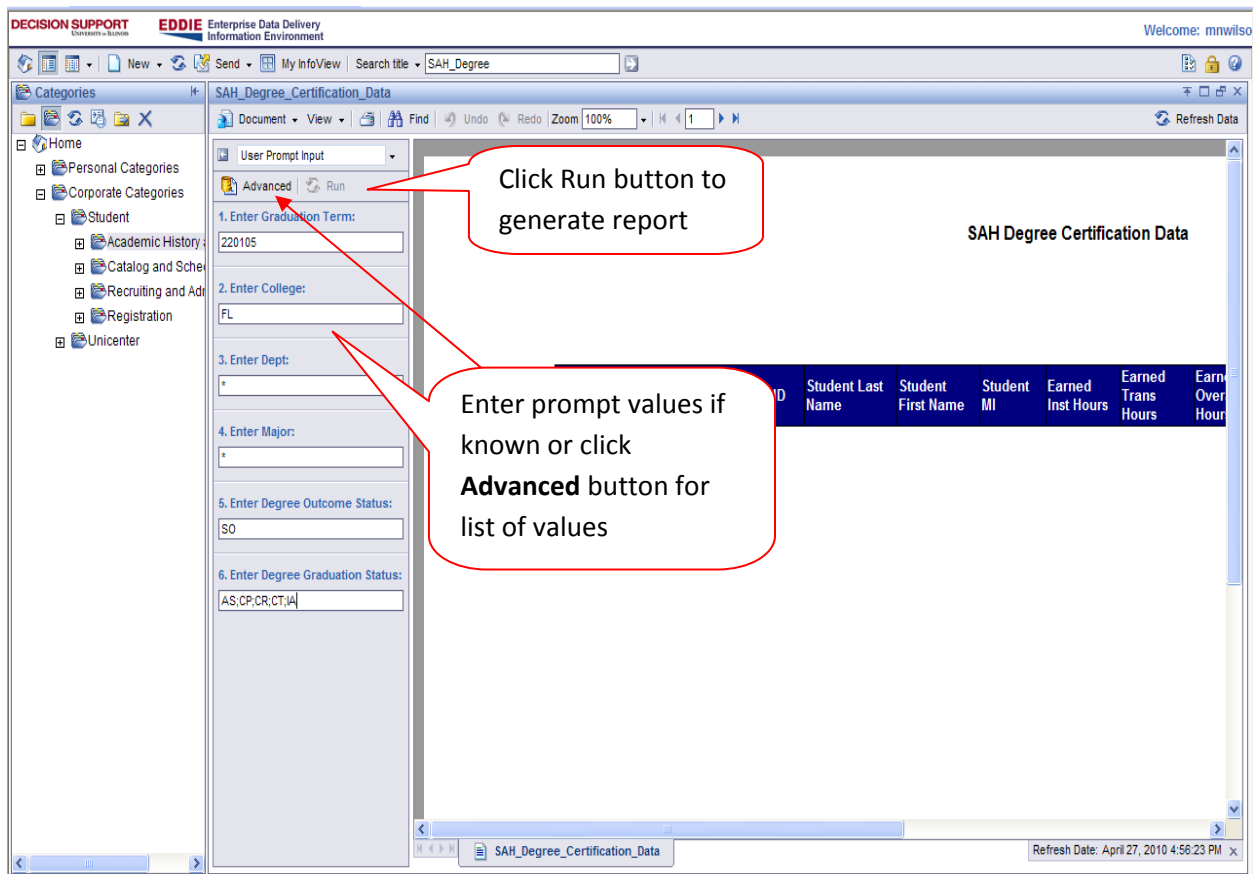 DECISION SUPPORT
UNIVERSITY OF ILLINOIS
EDDIE Enterprise Data Delivery
Information Environment
Welcome: mnwilso
New Send My InfoView Search title SAH_Degree
Categories
SAH_Degree_Certification_Data
Document View Find Undo Redo Zoom 100% 1 Refresh Data
Home
Personal Categories
Corporate Categories
Student
Academic History
Catalog and Sche
Recruiting and Adr
Registration
Unicenter
User Prompt Input
Advanced Run
1. Enter Graduation Term:
220105
2. Enter College:
FL
3. Enter Dept:
*
4. Enter Major:
*
5. Enter Degree Outcome Status:
SO
6. Enter Degree Graduation Status:
AS;CP;CR;CT;IA
Click Run button to
generate report
SAH Degree Certification Data
Enter prompt values if
known or click
Advanced button for
list of values
Student Last Name
Student First Name
Student MI
Earned Inst Hours
Earned Trans Hours
Earn Over Hour
SAH_Degree_Certification_Data
Refresh Date: April 27, 2010 4:56:23 PM